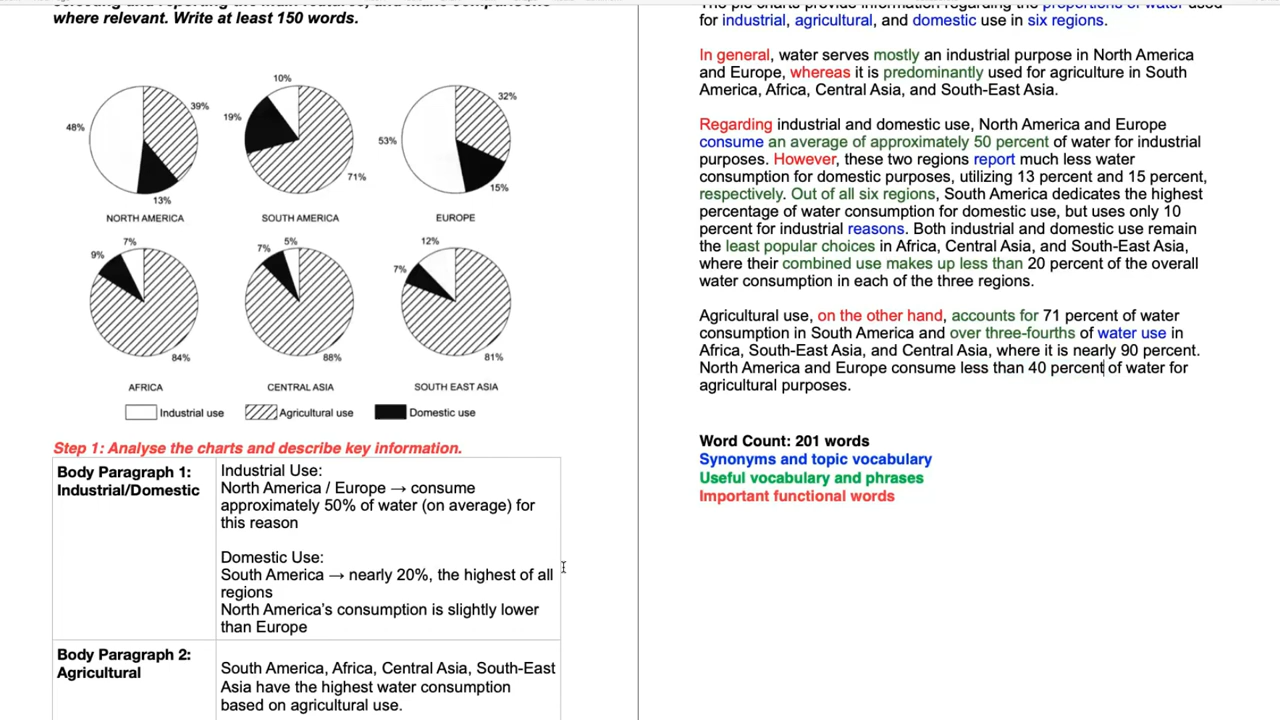 where relevant. Write at least 150 words.
10%
39%
48%
13%
NORTH AMERICA
19%
71%
SOUTH AMERICA
32%
53%
15%
EUROPE
7%
9%
84%
AFRICA
5%
7%
88%
CENTRAL ASIA
12%
7%
81%
SOUTH EAST ASIA
Industrial use
Agricultural use
Domestic use
Step 1: Analyse the charts and describe key information.
Body Paragraph 1:
Industrial/Domestic
Industrial Use:
North America / Europe → consume
approximately 50% of water (on average) for
this reason
Domestic Use:
South America → nearly 20%, the highest of all
regions
North America's consumption is slightly lower
than Europe
Body Paragraph 2:
Agricultural
South America, Africa, Central Asia, South-East
Asia have the highest water consumption
based on agricultural use.
The pie charts provide information regarding the proportions of water used
for industrial, agricultural, and domestic use in six regions.
In general, water serves mostly an industrial purpose in North America
and Europe, whereas it is predominantly used for agriculture in South
America, Africa, Central Asia, and South-East Asia.
Regarding industrial and domestic use, North America and Europe
consume an average of approximately 50 percent of water for industrial
purposes. However, these two regions report much less water
consumption for domestic purposes, utilizing 13 percent and 15 percent,
respectively. Out of all six regions, South America dedicates the highest
percentage of water consumption for domestic use, but uses only 10
percent for industrial reasons. Both industrial and domestic use remain
the least popular choices in Africa, Central Asia, and South-East Asia,
where their combined use makes up less than 20 percent of the overall
water consumption in each of the three regions.
Agricultural use, on the other hand, accounts for 71 percent of water
consumption in South America and over three-fourths of water use in
Africa, South-East Asia, and Central Asia, where it is nearly 90 percent.
North America and Europe consume less than 40 percent of water for
agricultural purposes.
Word Count: 201 words
Synonyms and topic vocabulary
Useful vocabulary and phrases
Important functional words